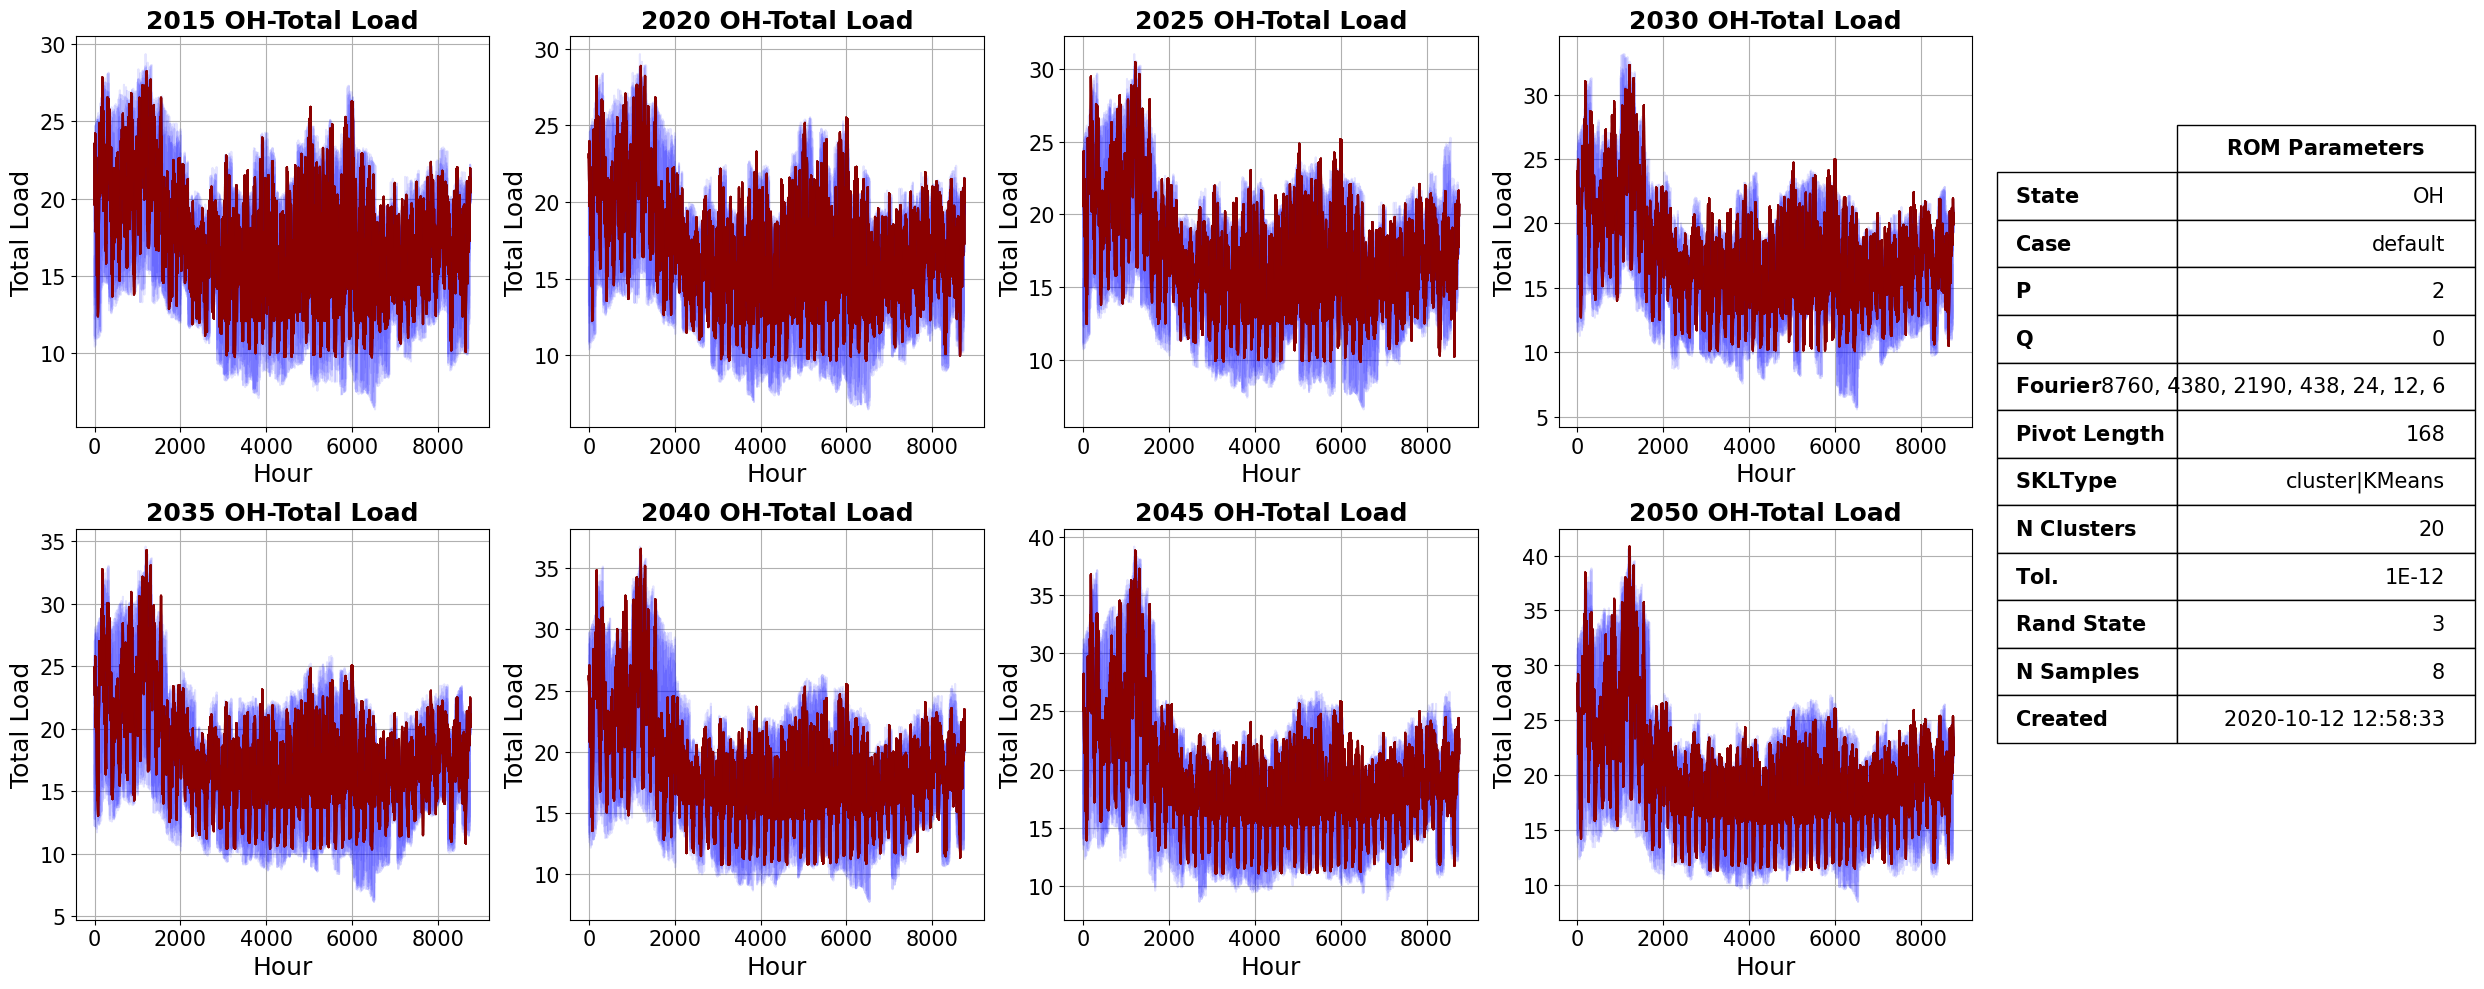 2015 OH-Total Load
2020 OH-Total Load
2025 OH-Total Load
2030 OH-Total Load
30
25
20
15
10
Total Load
0 2000 4000 6000 8000
Hour
30
25
20
15
10
Total Load
0 2000 4000 6000 8000
Hour
30
25
20
15
10
Total Load
0 2000 4000 6000 8000
Hour
30
25
20
15
10
5
Total Load
0 2000 4000 6000 8000
Hour
2035 OH-Total Load
2040 OH-Total Load
2045 OH-Total Load
2050 OH-Total Load
35
30
25
20
15
10
5
Total Load
0 2000 4000 6000 8000
Hour
35
30
25
20
15
10
Total Load
0 2000 4000 6000 8000
Hour
40
35
30
25
20
15
10
Total Load
0 2000 4000 6000 8000
Hour
40
35
30
25
20
15
10
Total Load
0 2000 4000 6000 8000
Hour
ROM Parameters
State OH
Case default
P 2
Q 0
Fourier 8760, 4380, 2190, 438, 24, 12, 6
Pivot Length 168
SKLType cluster|KMeans
N Clusters 20
Tol. 1E-12
Rand State 3
N Samples 8
Created 2020-10-12 12:58:33